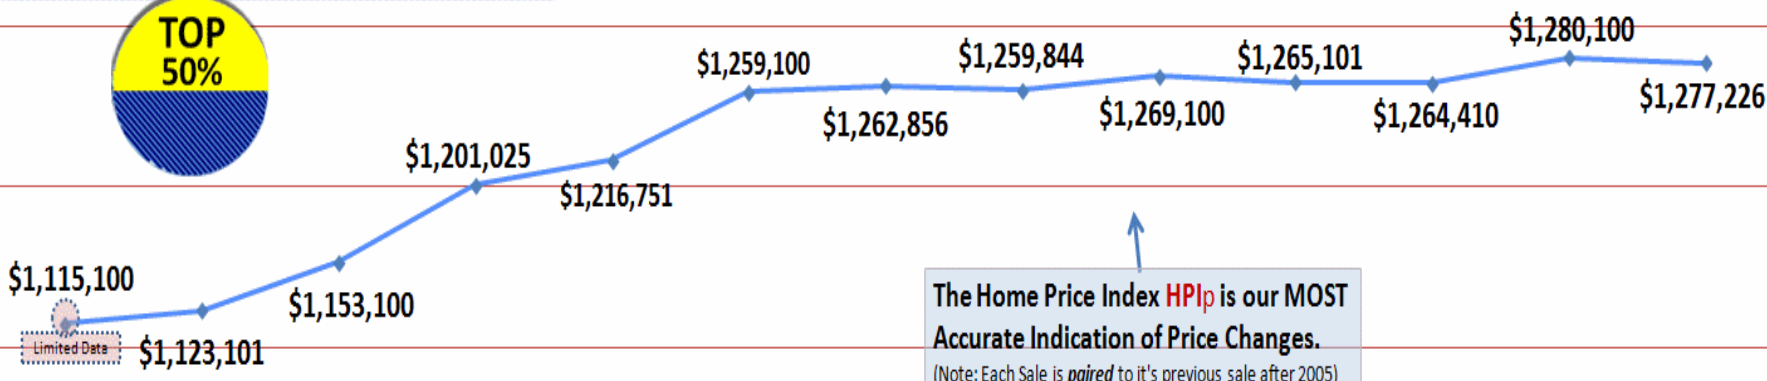 TOP
50%
$1,115,100
Limited Data
$1,123,101
$1,153,100
$1,201,025
$1,216,751
$1,259,100
$1,262,856
$1,259,844
$1,269,100
$1,265,101
$1,264,410
$1,280,100
$1,277,226
The Home Price Index HPIp is our MOST
Accurate Indication of Price Changes.
(Note: Each Sale is paired to it's previous sale after 2005)